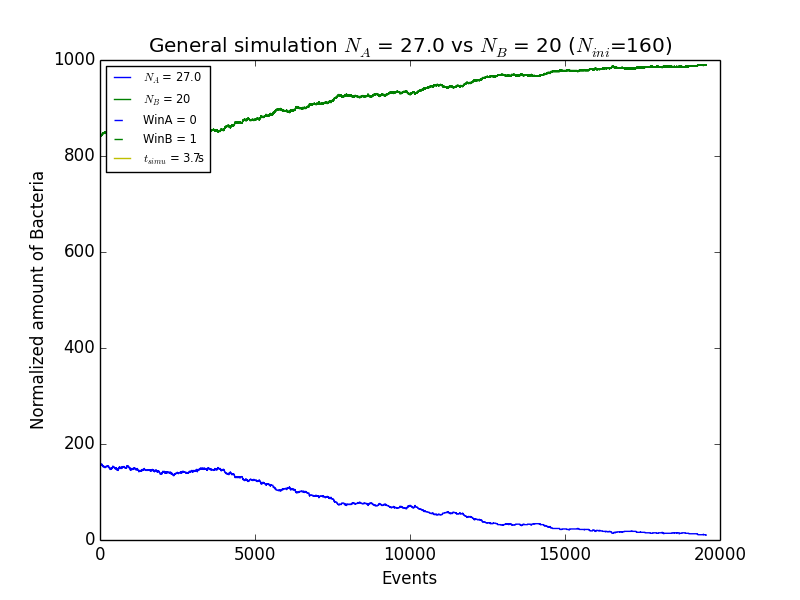 General simulation N_A = 27.0 vs N_B = 20 (N_ini=160)
N_A = 27.0
N_B = 20
WinA = 0
WinB = 1
t_simu = 3.7s
1000
800
600
400
200
0
Normalized amount of Bacteria
0 5000 10000 15000 20000
Events